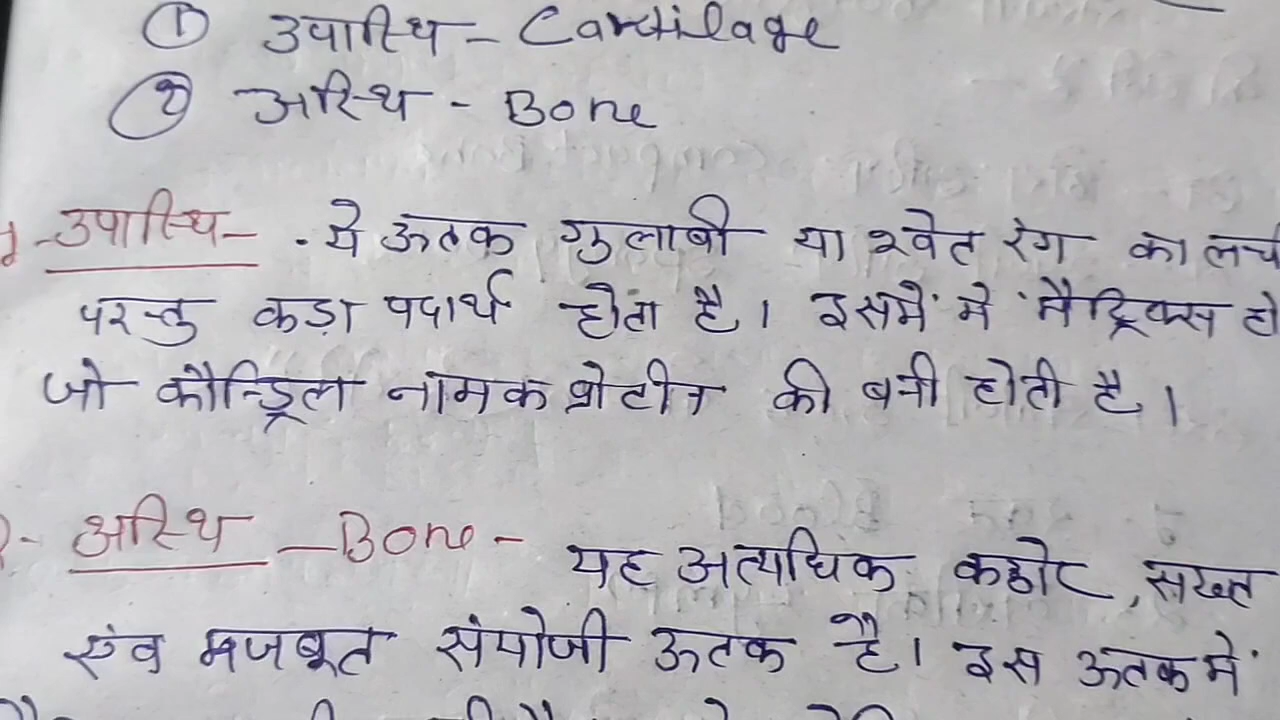 ① उपास्थि - Cartilage
② अस्थि - Bone
उपास्थि - . ये ऊतक गुलाबी या श्वेत रंग का लची
परन्तु कड़ा पदार्थ होता है। इसमें में मैट्रिक्स हो
जो कौन्ड्रिल नामक प्रोटीन की बनी होती है।
अस्थि - Bone - यह अत्यधिक कठोर, सख्त
एंव मजबूत संयोजी ऊतक है। इस ऊतक में